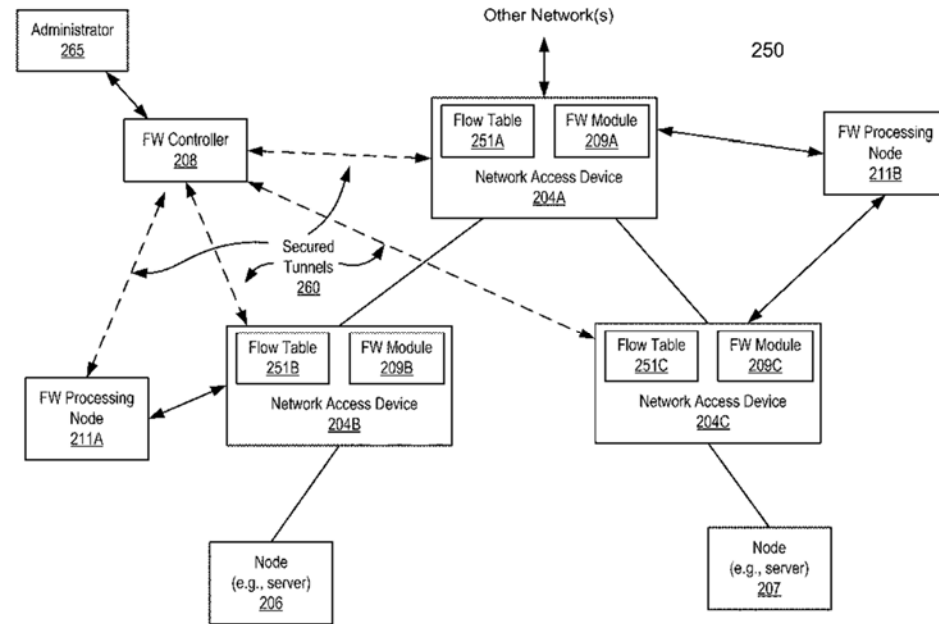 Other Network(s)
250
Administrator
265
FW Controller
208
Flow Table
251A
FW Module
209A
Network Access Device
204A
FW Processing
Node
211B
Secured
Tunnels
260
Flow Table
251B
FW Module
209B
Network Access Device
204B
Flow Table
251C
FW Module
209C
Network Access Device
204C
FW Processing
Node
211A
Node
(e.g., server)
206
Node
(e.g., server)
207